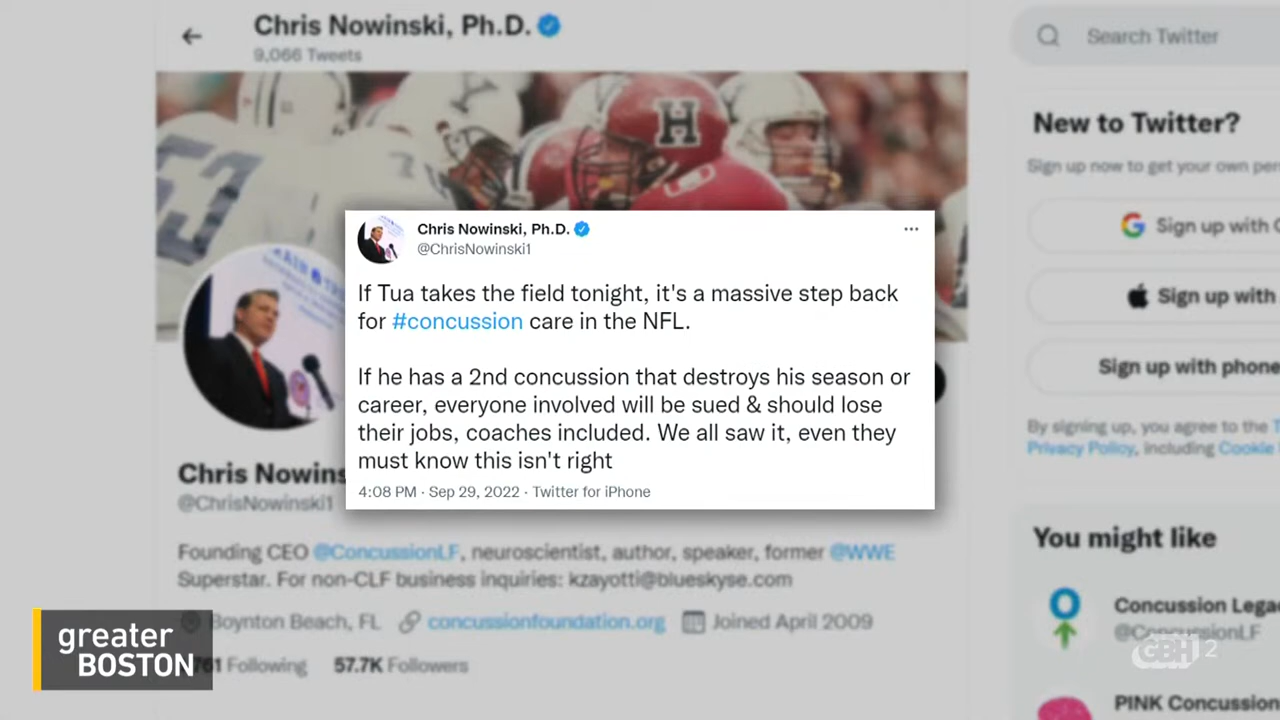 Chris Nowinski, Ph.D.
9,066 Tweets
Search Twitter
H
Y
53
New to Twitter?
Sign up now to get your own
Sign up with
Sign up with
Sign up with phone
By signing up, you agree to the
Privacy Policy, including Cookie
Chris Nowinski, Ph.D.
@ChrisNowinski1
If Tua takes the field tonight, it's a massive step back
for #concussion care in the NFL.
If he has a 2nd concussion that destroys his season or
career, everyone involved will be sued & should lose
their jobs, coaches included. We all saw it, even they
must know this isn't right
4:08 PM · Sep 29, 2022 · Twitter for iPhone
Chris Nowins
@ChrisNowinski1
Founding CEO @ConcussionLF, neuroscientist, author, speaker, former @WWE
Superstar. For non-CLF business inquiries: kzayotti@blueskyse.com
Boynton Beach, FL concussionfoundation.org Joined April 2009
Following 57.7K Followers
You might like
Concussion Lega
@ConcussionLF
PINK Concussion
greater
BOSTON
GBH 2